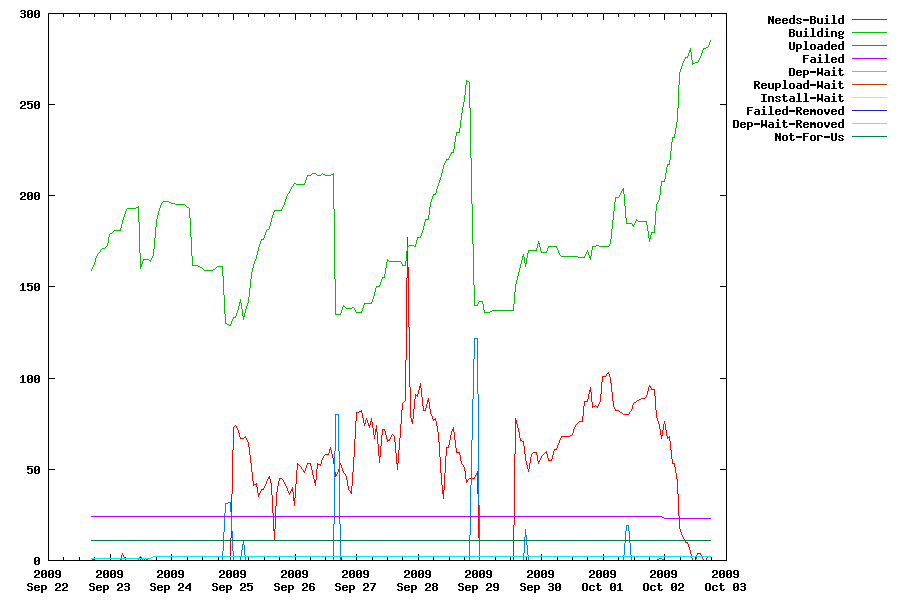 300
250
200
150
100
50
0
2009 2009 2009 2009 2009 2009 2009 2009 2009 2009 2009 2009
Sep 22 Sep 23 Sep 24 Sep 25 Sep 26 Sep 27 Sep 28 Sep 29 Sep 30 Oct 01 Oct 02 Oct 03
Needs-Build
Building
Uploaded
Failed
Dep-Wait
Reupload-Wait
Install-Wait
Failed-Removed
Dep-Wait-Removed
Not-For-Us